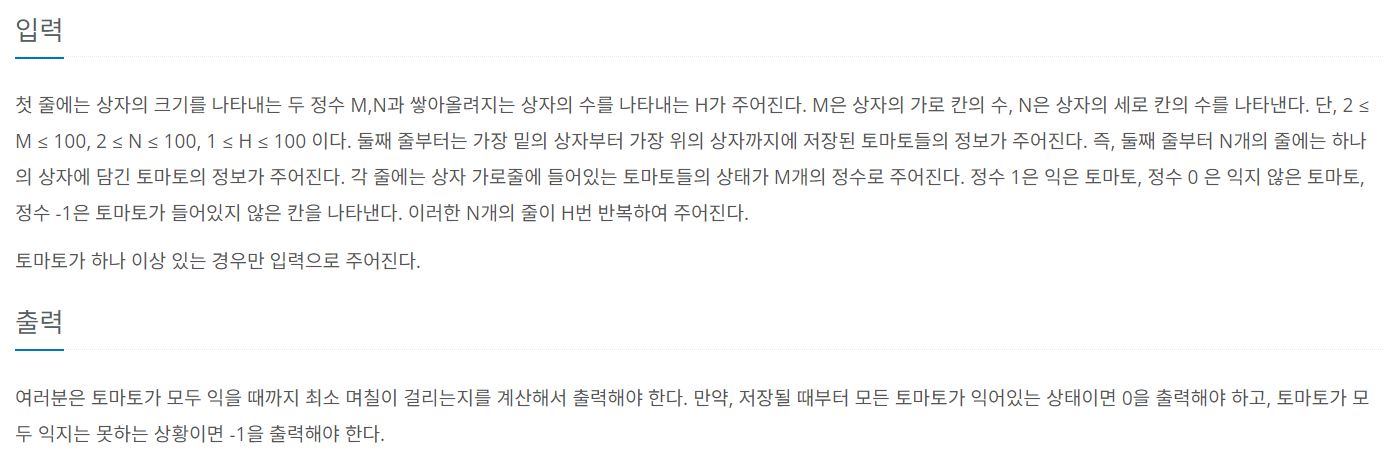 입력
첫 줄에는 상자의 크기를 나타내는 두 정수 M,N과 쌓아올려지는 상자의 수를 나타내는 H가 주어진다. M은 상자의 가로 칸의 수, N은 상자의 세로 칸의 수를 나타낸다. 단, 2 ≤
M ≤ 100, 2 ≤ N ≤ 100, 1 ≤ H ≤ 100 이다. 둘째 줄부터는 가장 밑의 상자부터 가장 위의 상자까지에 저장된 토마토들의 정보가 주어진다. 즉, 둘째 줄부터 N개의 줄에는 하나
의 상자에 담긴 토마토의 정보가 주어진다. 각 줄에는 상자 가로줄에 들어있는 토마토들의 상태가 M개의 정수로 주어진다. 정수 1은 익은 토마토, 정수 0 은 익지 않은 토마토,
정수 -1은 토마토가 들어있지 않은 칸을 나타낸다. 이러한 N개의 줄이 H번 반복하여 주어진다.
토마토가 하나 이상 있는 경우만 입력으로 주어진다.
출력
여러분은 토마토가 모두 익을 때까지 최소 며칠이 걸리는지를 계산해서 출력해야 한다. 만약, 저장될 때부터 모든 토마토가 익어있는 상태이면 0을 출력해야 하고, 토마토가 모
두 익지는 못하는 상황이면 -1을 출력해야 한다.